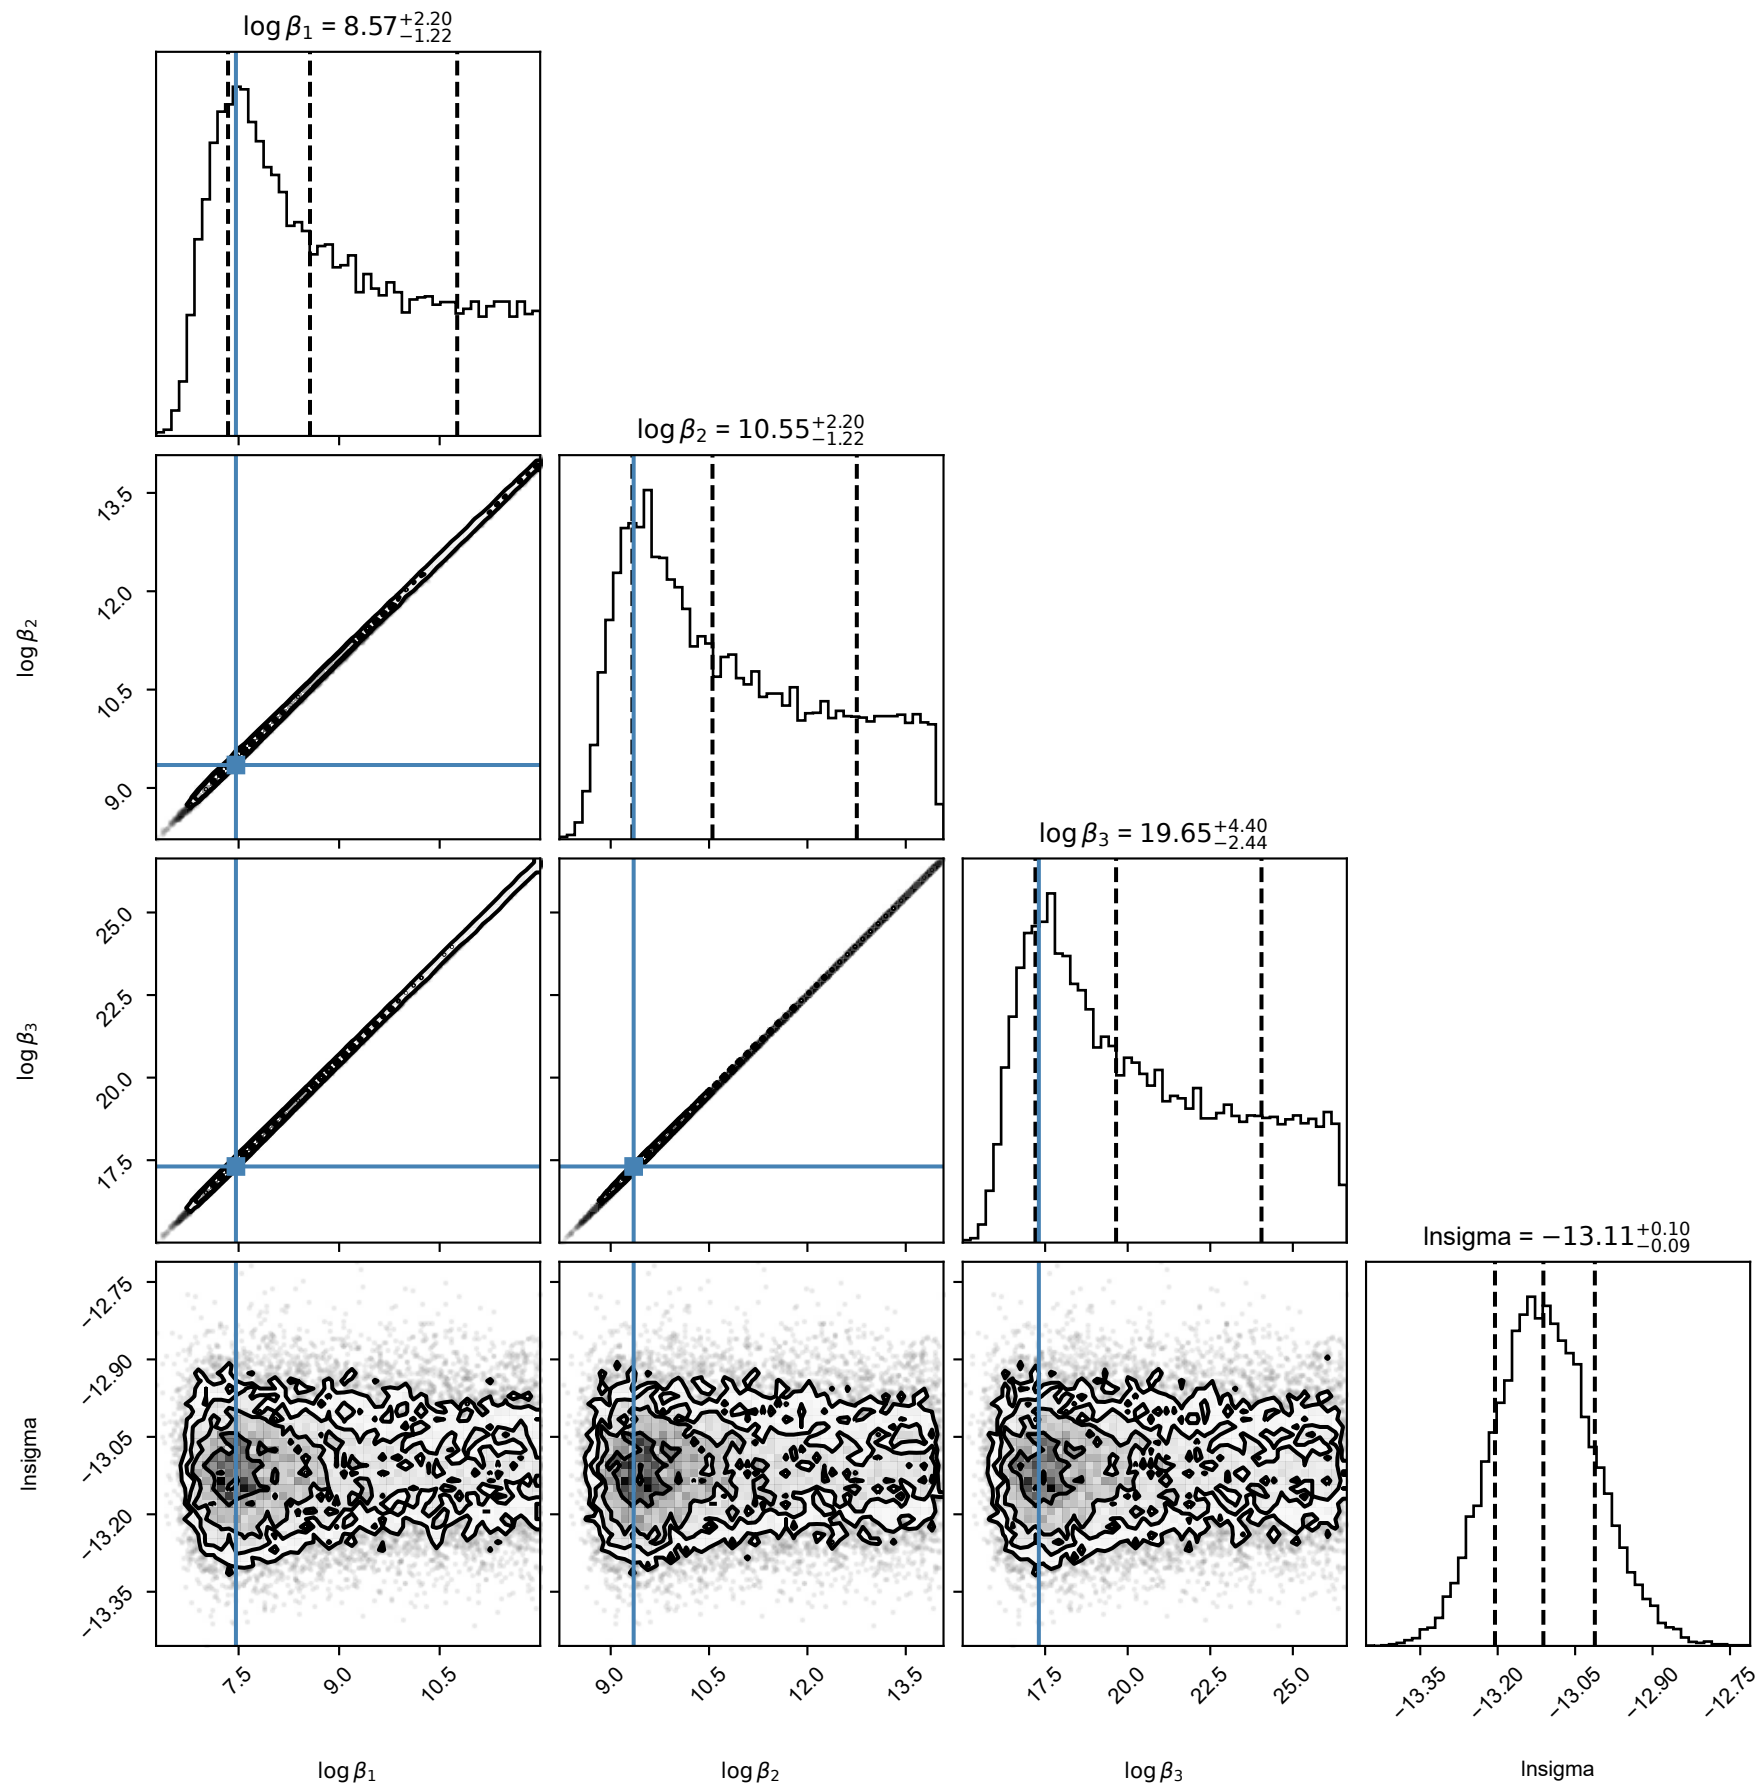 log β₁ = 8.57 +2.20 −1.22
log β₂ = 10.55 +2.20 −1.22
13.5
12.0
10.5
9.0
log β₂
log β₃ = 19.65 +4.40 −2.44
25.0
22.5
20.0
17.5
log β₃
lnsigma = −13.11 +0.10 −0.09
−12.75
−12.90
−13.05
−13.20
−13.35
lnsigma
7.5 9.0 10.5
9.0 10.5 12.0 13.5
17.5 20.0 22.5 25.0
−13.35 −13.20 −13.05 −12.90 −12.75
log β₁ log β₂ log β₃ lnsigma